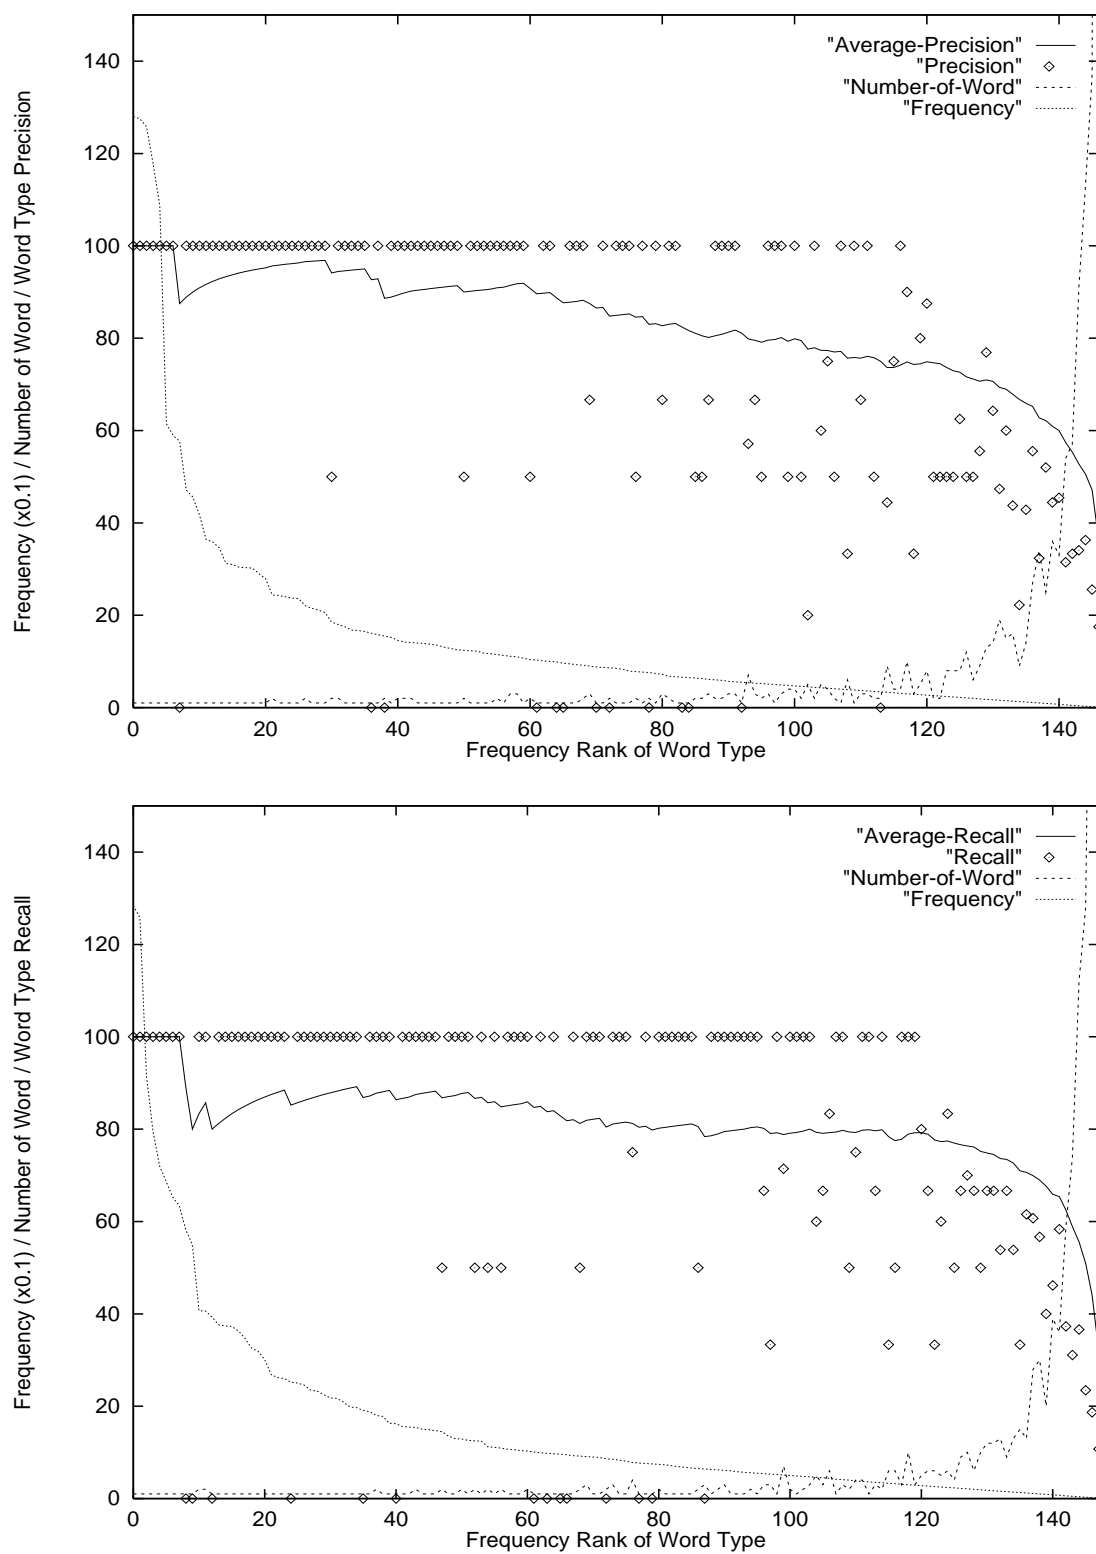 "Average-Precision"
"Precision"
"Number-of-Word"
"Frequency"
140
120
100
80
60
40
20
0
Frequency (x0.1) / Number of Word / Word Type Precision
0 20 40 60 80 100 120 140
Frequency Rank of Word Type
"Average-Recall"
"Recall"
"Number-of-Word"
"Frequency"
140
120
100
80
60
40
20
0
Frequency (x0.1) / Number of Word / Word Type Recall
0 20 40 60 80 100 120 140
Frequency Rank of Word Type